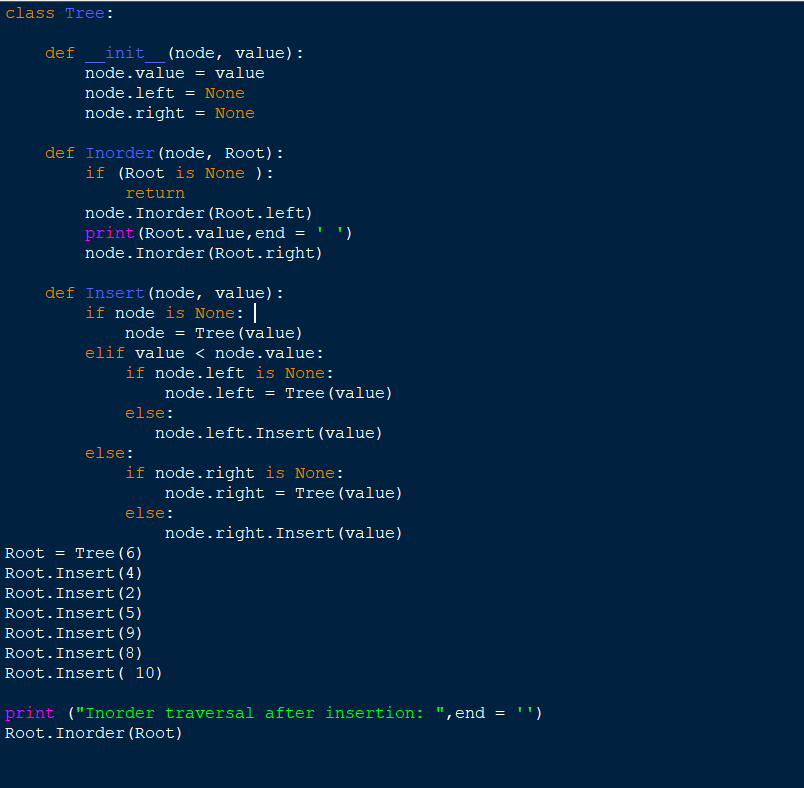 class Tree:
    def __init__(node, value):
        node.value = value
        node.left = None
        node.right = None
    def Inorder(node, Root):
        if (Root is None ):
            return
        node.Inorder(Root.left)
        print(Root.value,end = ' ')
        node.Inorder(Root.right)
    def Insert(node, value):
        if node is None:
            node = Tree(value)
        elif value < node.value:
            if node.left is None:
                node.left = Tree(value)
            else:
               node.left.Insert(value)
        else:
            if node.right is None:
                node.right = Tree(value)
            else:
                node.right.Insert(value)
Root = Tree(6)
Root.Insert(4)
Root.Insert(2)
Root.Insert(5)
Root.Insert(9)
Root.Insert(8)
Root.Insert( 10)
print ("Inorder traversal after insertion: ",end = '')
Root.Inorder(Root)